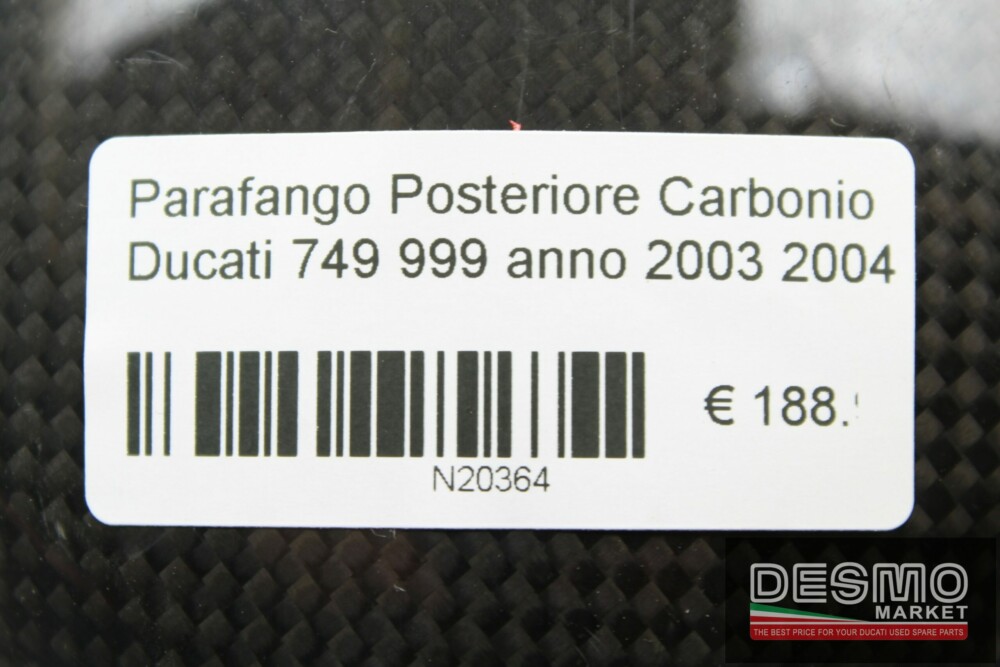 Parafango Posteriore Carbonio
Ducati 749 999 anno 2003 2004
€ 188.
N20364
DESMO
MARKET
THE BEST PRICE FOR YOUR DUCATI USED SPARE PARTS